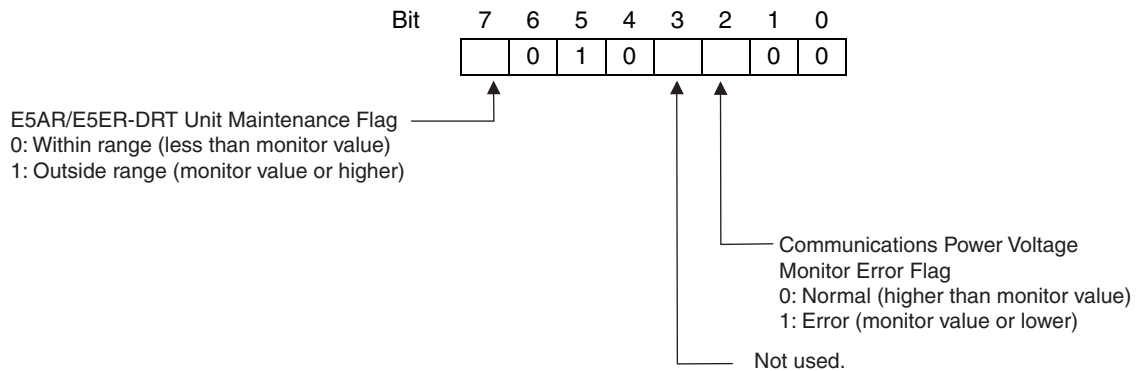 Bit 7 6 5 4 3 2 1 0
0 1 0 0 0
E5AR/E5ER-DRT Unit Maintenance Flag
0: Within range (less than monitor value)
1: Outside range (monitor value or higher)
Communications Power Voltage
Monitor Error Flag
0: Normal (higher than monitor value)
1: Error (monitor value or lower)
Not used.